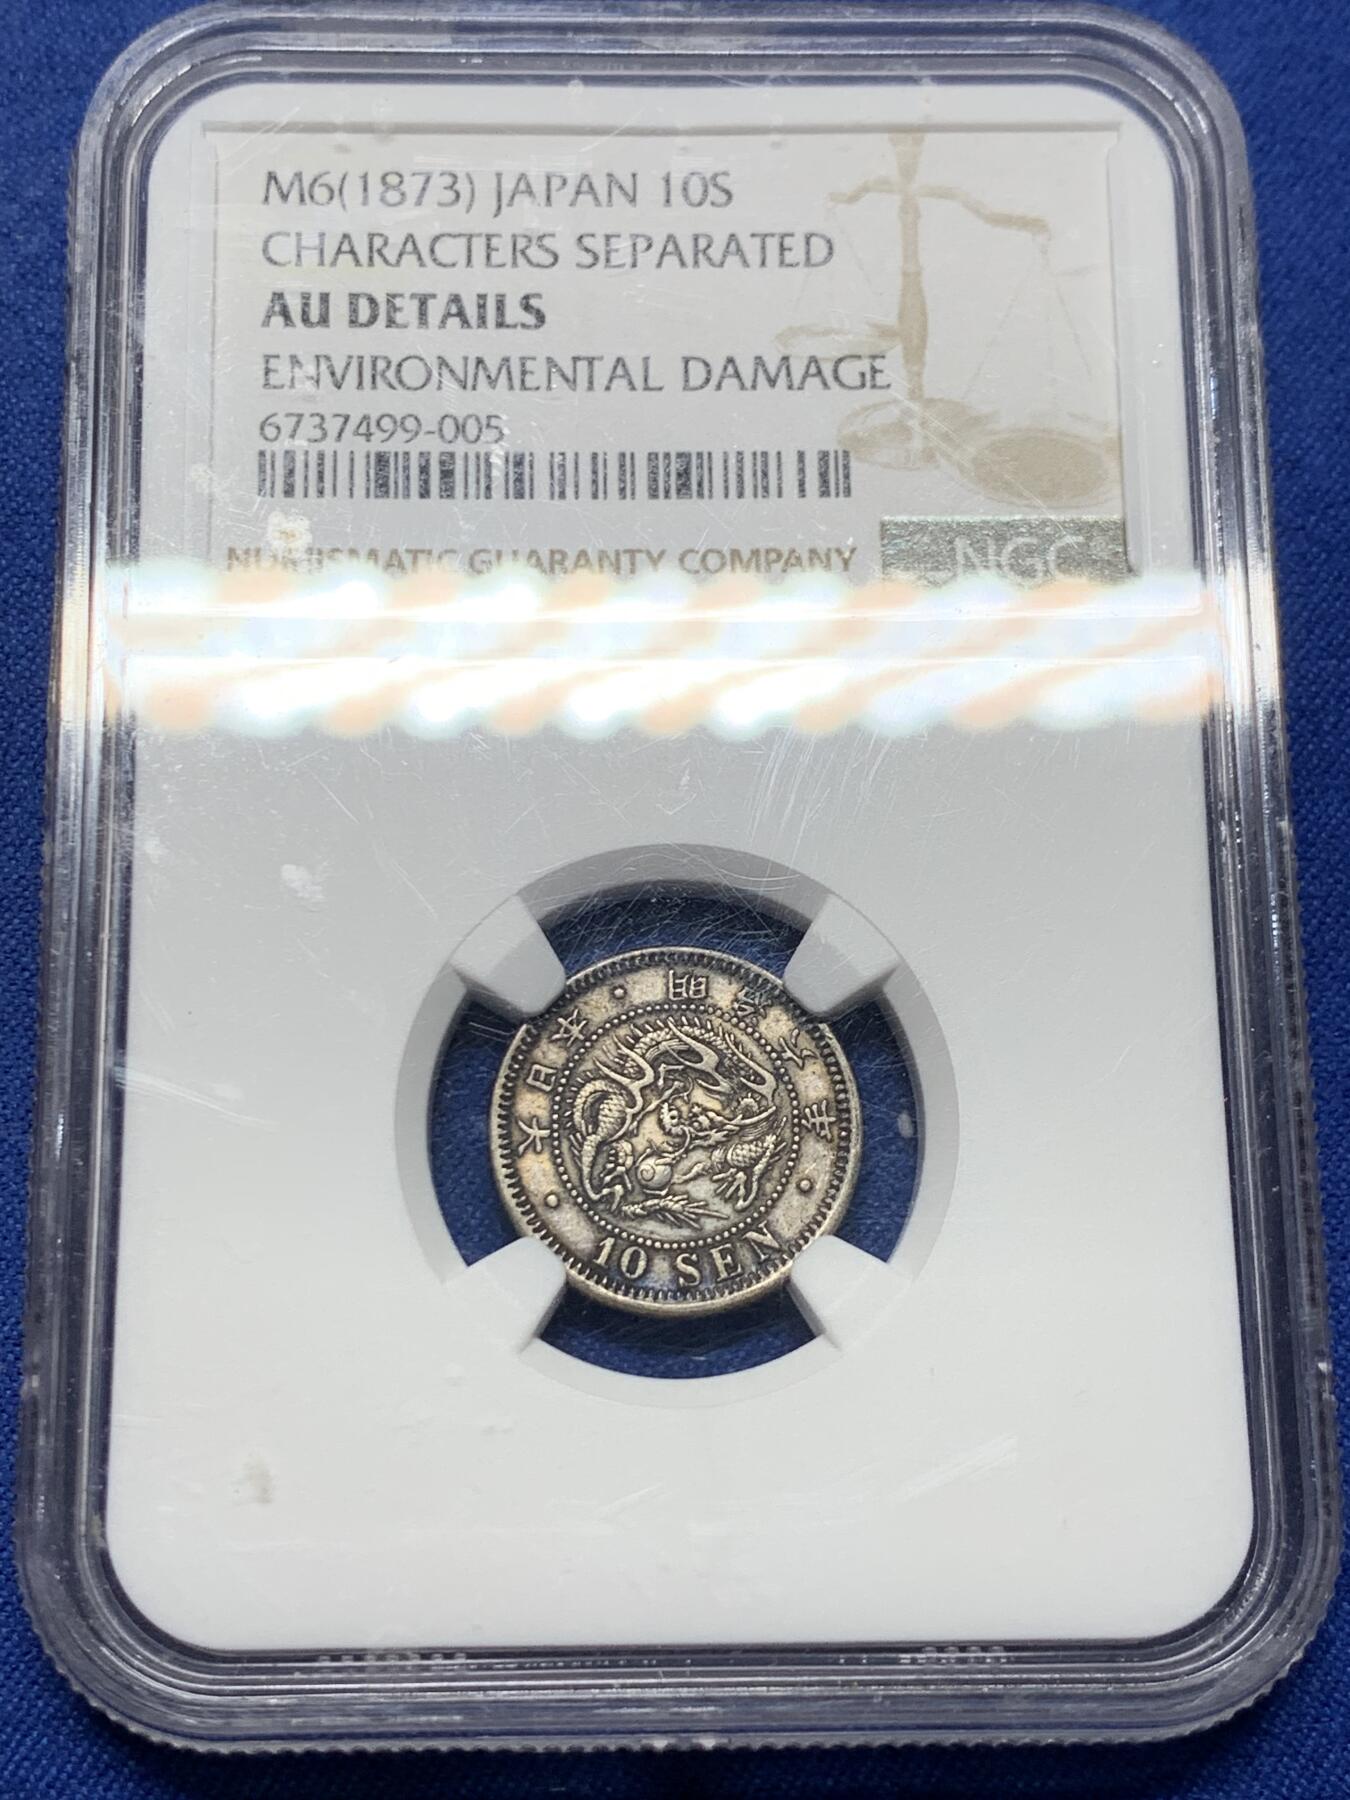 M6(1873) JAPAN 10S
CHARACTERS SEPARATED
AU DETAILS
ENVIRONMENTAL DAMAGE
6737499-005
NUMISMATIC GUARANTY COMPANY
NGC
大日本・明治六年
10 SEN